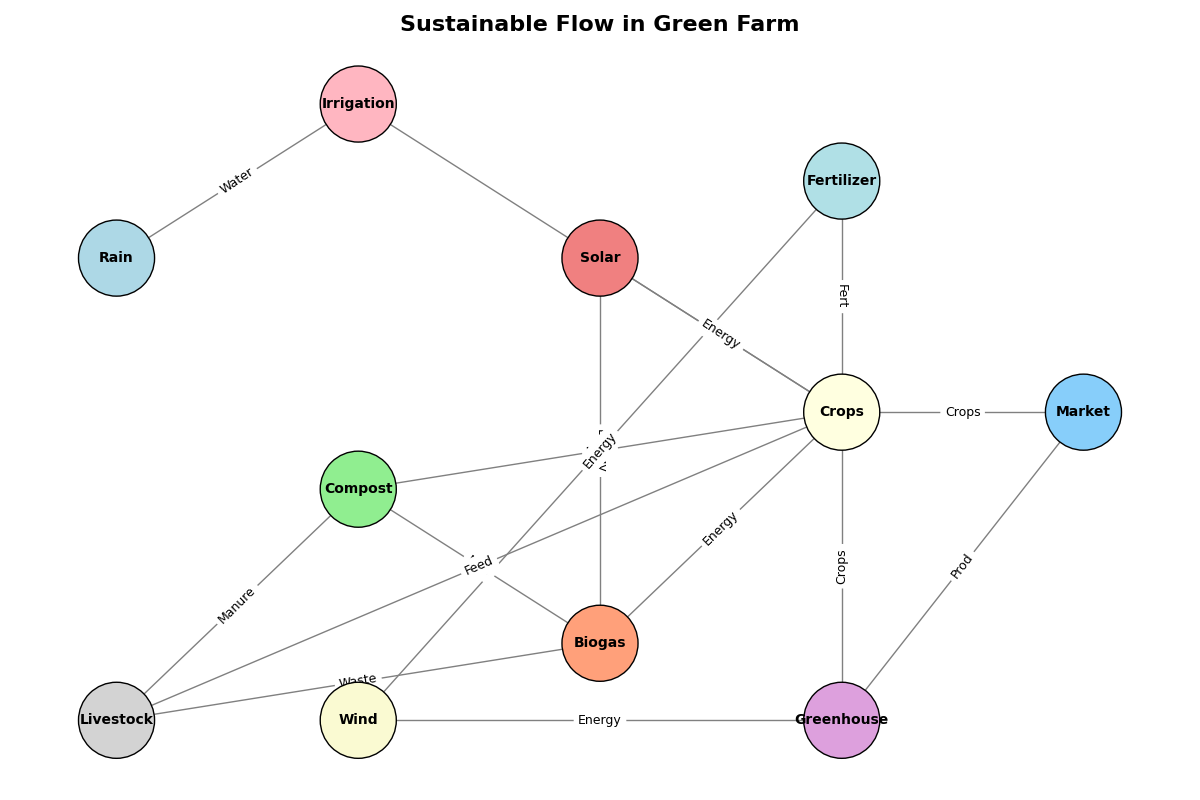 Sustainable Flow in Green Farm
Irrigation
Fertilizer
Water
Rain
Solar
Fert
Energy
Crops
Crops
Market
Energy
Compost
Energy
Feed
Crops
Prod
Manure
Biogas
Waste
Livestock
Wind
Energy
Greenhouse